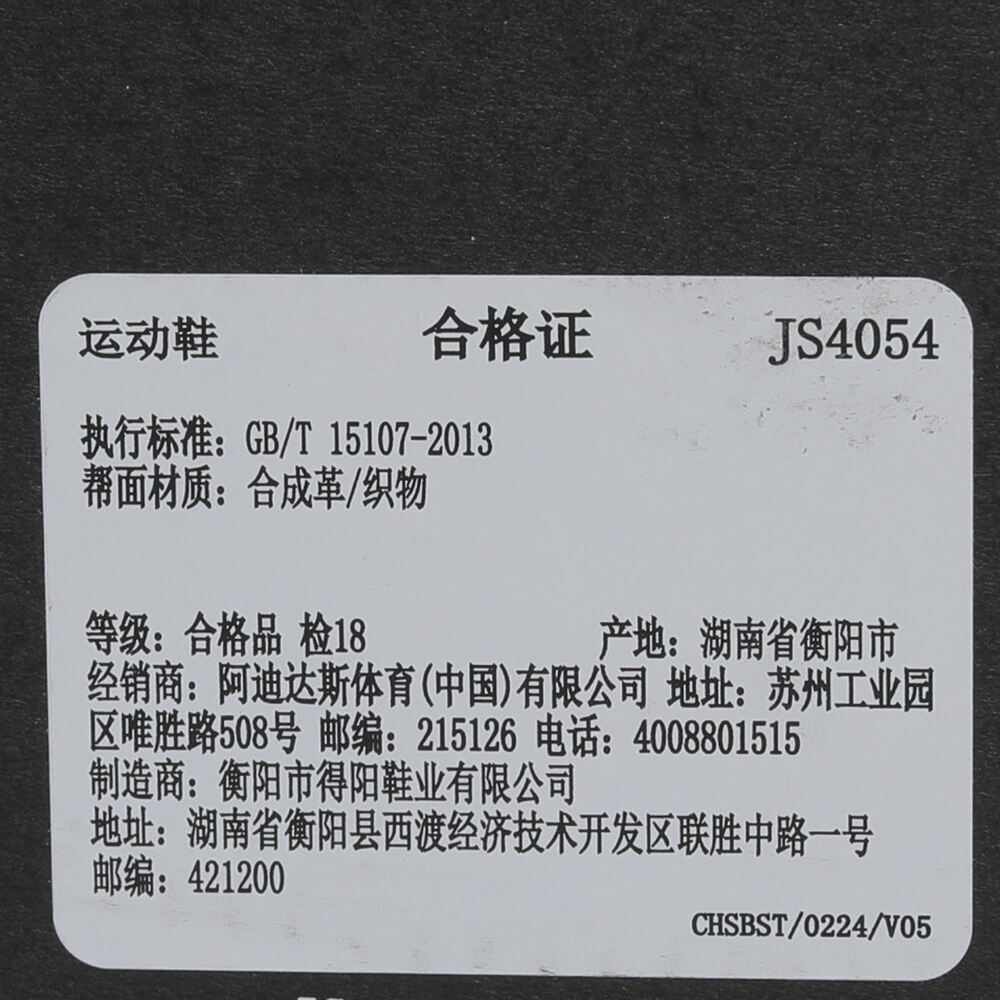 运动鞋 合格证 JS4054
执行标准：GB/T 15107-2013
帮面材质：合成革/织物
等级：合格品 检18 产地：湖南省衡阳市
经销商：阿迪达斯体育(中国)有限公司 地址：苏州工业园
区唯胜路508号 邮编：215126 电话：4008801515
制造商：衡阳市得阳鞋业有限公司
地址：湖南省衡阳县西渡经济技术开发区联胜中路一号
邮编：421200
CHSBST/0224/V05